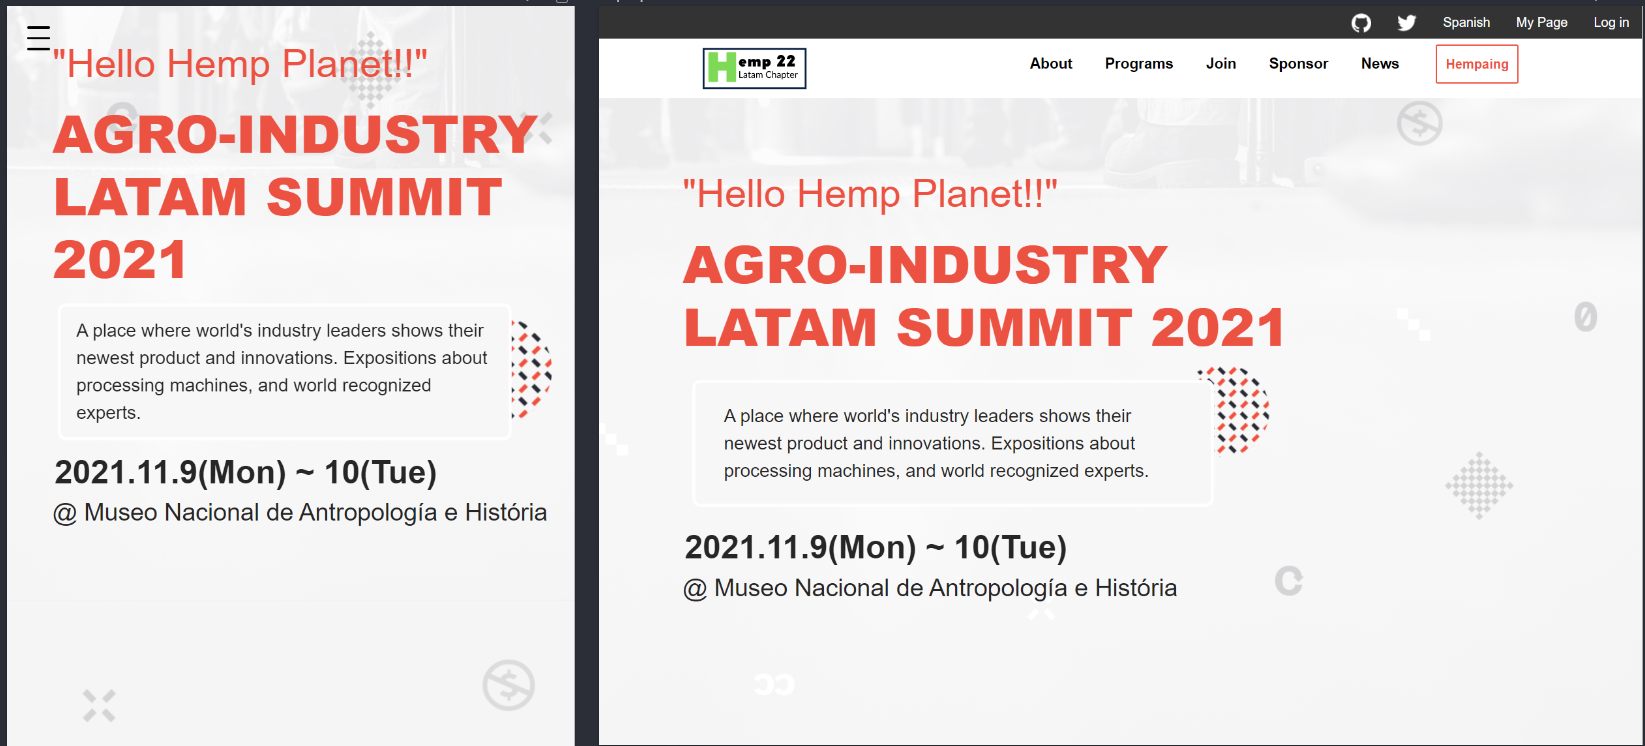 "Hello Hemp Planet!!"
AGRO-INDUSTRY
LATAM SUMMIT
2021
A place where world's industry leaders shows their
newest product and innovations. Expositions about
processing machines, and world recognized
experts.
2021.11.9(Mon) ~ 10(Tue)
@ Museo Nacional de Antropología e História
Spanish My Page Log in
Hemp 22
Latam Chapter
About Programs Join Sponsor News Hempaing
"Hello Hemp Planet!!"
AGRO-INDUSTRY
LATAM SUMMIT 2021
A place where world's industry leaders shows their
newest product and innovations. Expositions about
processing machines, and world recognized experts.
2021.11.9(Mon) ~ 10(Tue)
@ Museo Nacional de Antropología e História